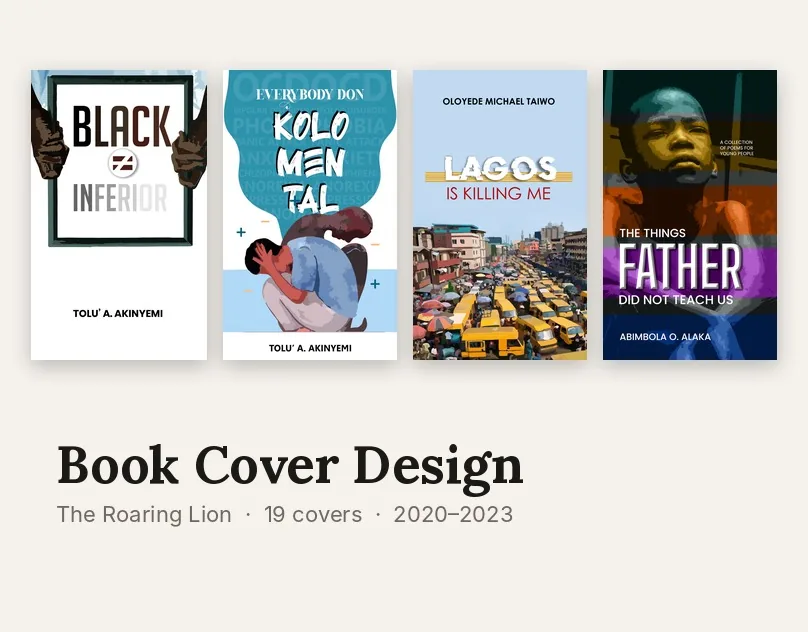 BLACK
≠
INFERIOR
TOLU' A. AKINYEMI
EVERYBODY DON
KOLO
MEN
TAL
TOLU' A. AKINYEMI
OLOYEDE MICHAEL TAIWO
LAGOS
IS KILLING ME
A COLLECTION
OF POEMS FOR
YOUNG PEOPLE
THE THINGS
FATHER
DID NOT TEACH US
ABIMBOLA O. ALAKA
Book Cover Design
The Roaring Lion · 19 covers · 2020–2023